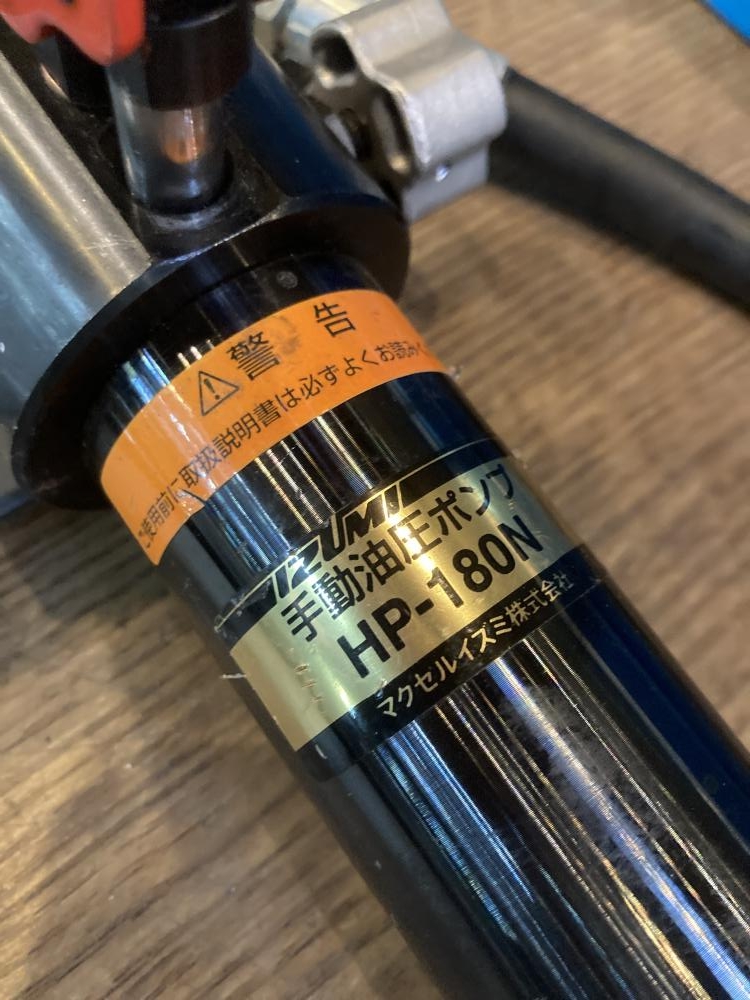 警告
ご使用前に取扱説明書は必ずよくお読み
IZUMI
手動油圧ポンプ
HP-180N
マクセルイズミ株式会社